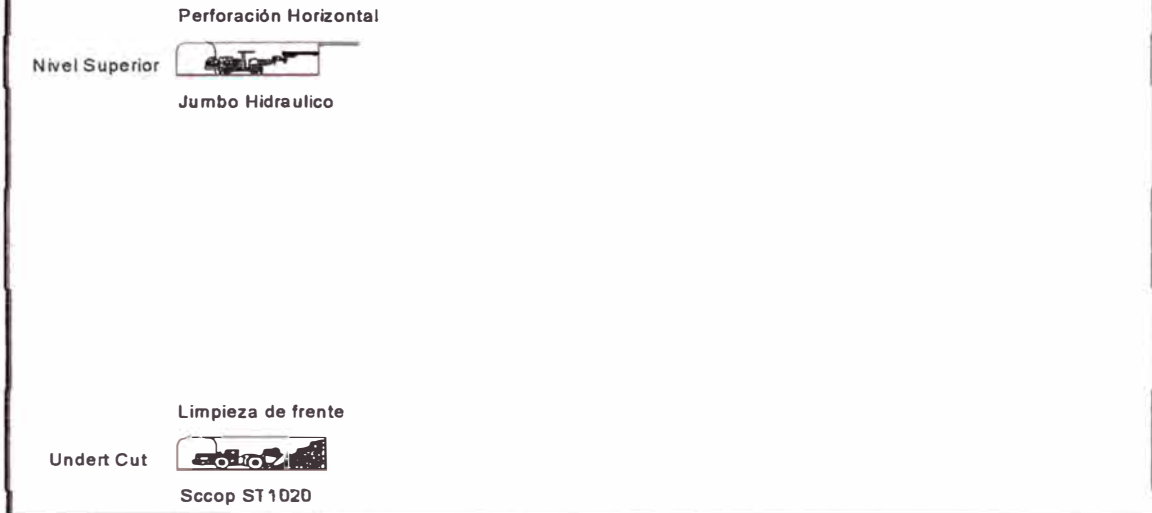 Perforación Horizontal
Nivel Superior
Jumbo Hidraulico
Limpieza de frente
Undert Cut
Sccop ST1020